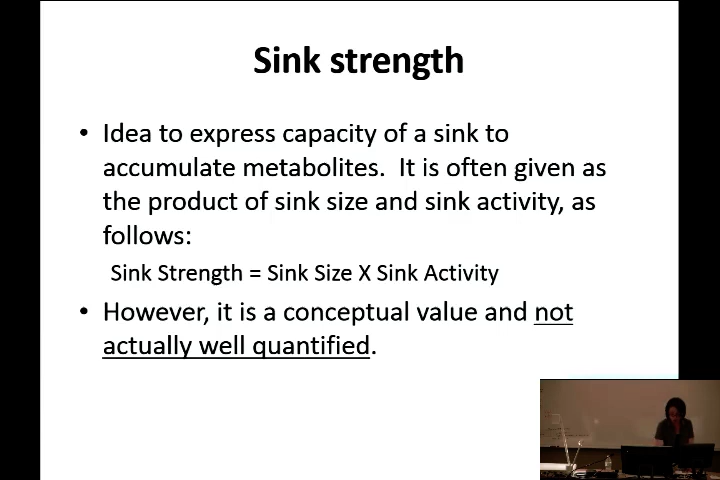 Sink strength
• Idea to express capacity of a sink to
accumulate metabolites.  It is often given as
the product of sink size and sink activity, as
follows:
Sink Strength = Sink Size X Sink Activity
• However, it is a conceptual value and not
actually well quantified.